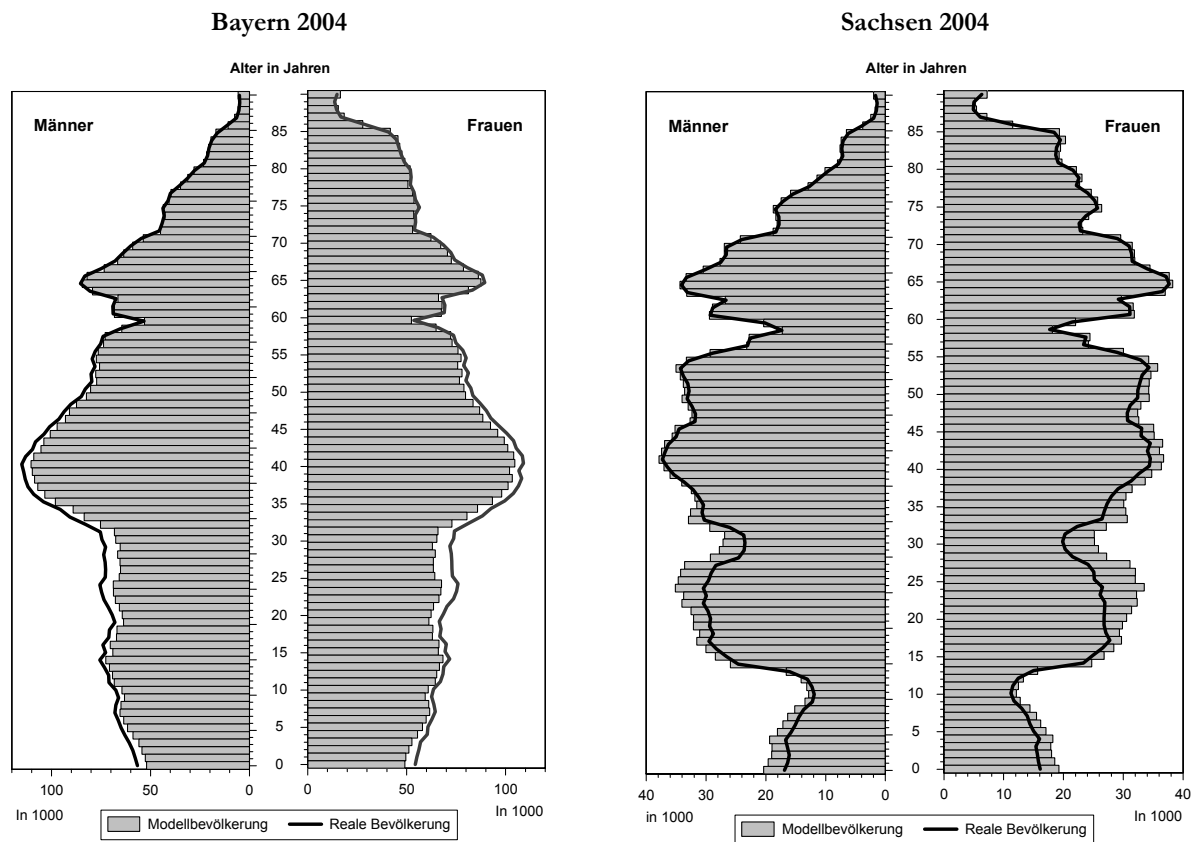 Bayern 2004
Alter in Jahren
Männer
Frauen
85
80
75
70
65
60
55
50
45
40
35
30
25
20
15
10
5
0
100 50 0
0 50 100
In 1000
In 1000
Modellbevölkerung Reale Bevölkerung
Sachsen 2004
Alter in Jahren
Männer
Frauen
85
80
75
70
65
60
55
50
45
40
35
30
25
20
15
10
5
0
40 30 20 10 0
0 10 20 30 40
in 1000
In 1000
Modellbevölkerung Reale Bevölkerung